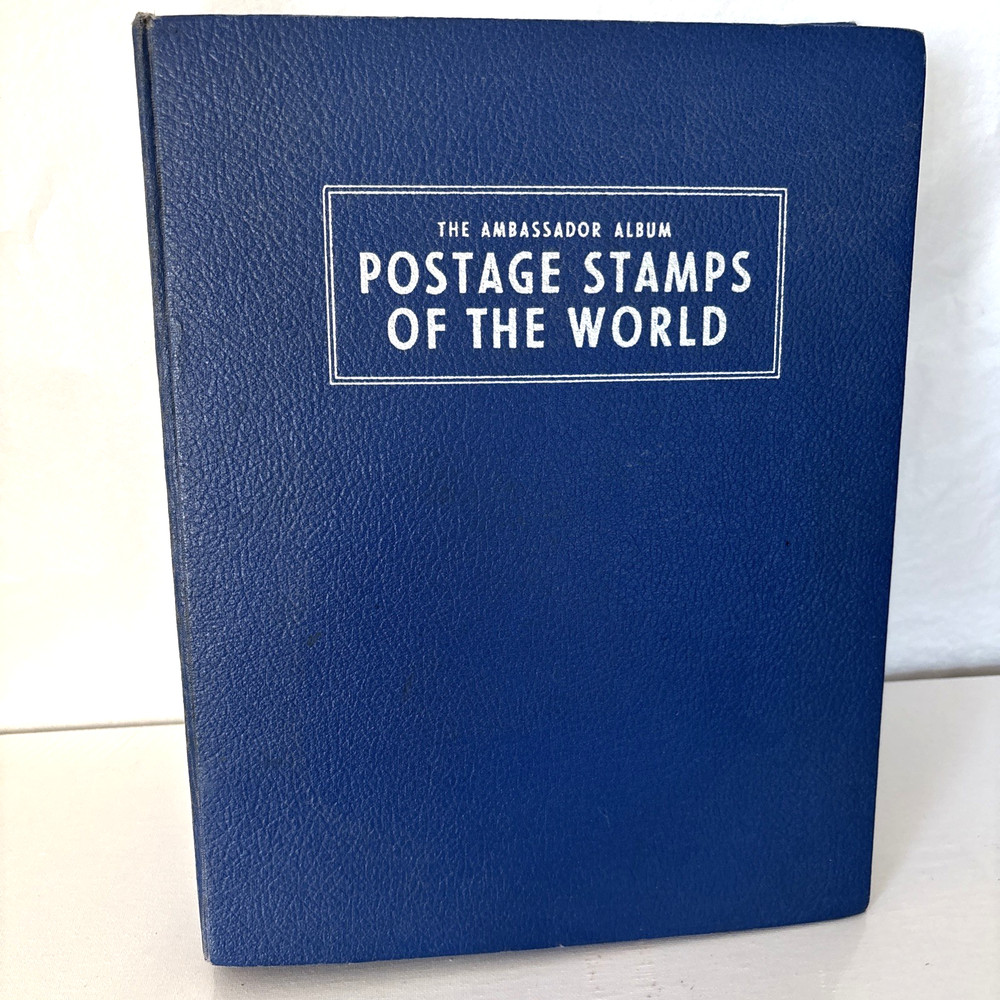 THE AMBASSADOR ALBUM
POSTAGE STAMPS
OF THE WORLD